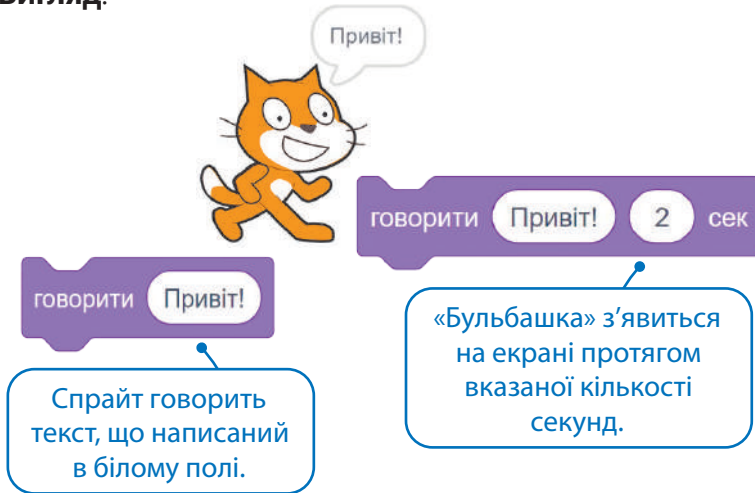 Вигляд.
Привіт!
говорити Привіт! 2 сек
говорити Привіт!
«Бульбашка» з’явиться
на екрані протягом
вказаної кількості
секунд.
Спрайт говорить
текст, що написаний
в білому полі.